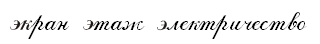 экран этаж электричество